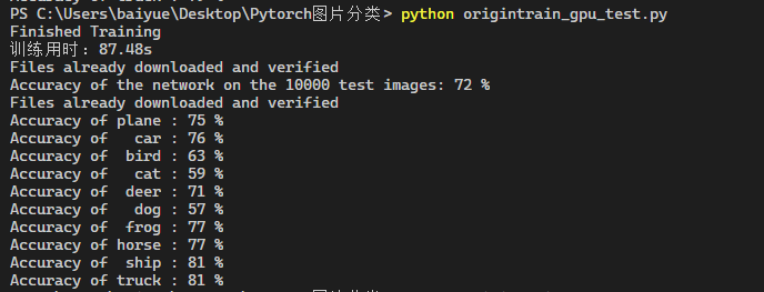 PS C:\Users\baiyue\Desktop\Pytorch图片分类> python origintrain_gpu_test.py
Finished Training
训练用时：87.48s
Files already downloaded and verified
Accuracy of the network on the 10000 test images: 72 %
Files already downloaded and verified
Accuracy of plane : 75 %
Accuracy of   car : 76 %
Accuracy of  bird : 63 %
Accuracy of   cat : 59 %
Accuracy of  deer : 71 %
Accuracy of   dog : 57 %
Accuracy of  frog : 77 %
Accuracy of horse : 77 %
Accuracy of  ship : 81 %
Accuracy of truck : 81 %